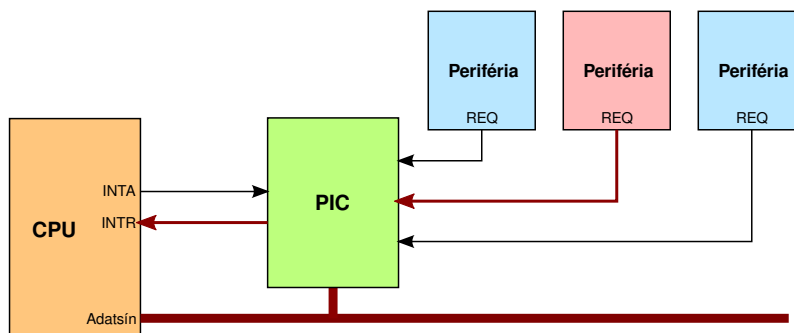 Periféria
Periféria
Periféria
REQ
REQ
REQ
INTA
PIC
INTR
CPU
Adatsín